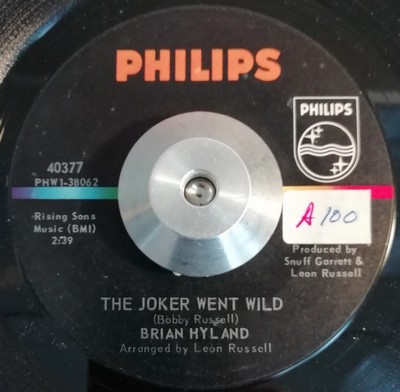 PHILIPS
PHILIPS
40377
PHW1-38062
Rising Sons
Music (BMI)
2:39
A 100
Produced by
Snuff Garrett &
Leon Russell
THE JOKER WENT WILD
(Bobby Russell)
BRIAN HYLAND
Arranged by Leon Russell